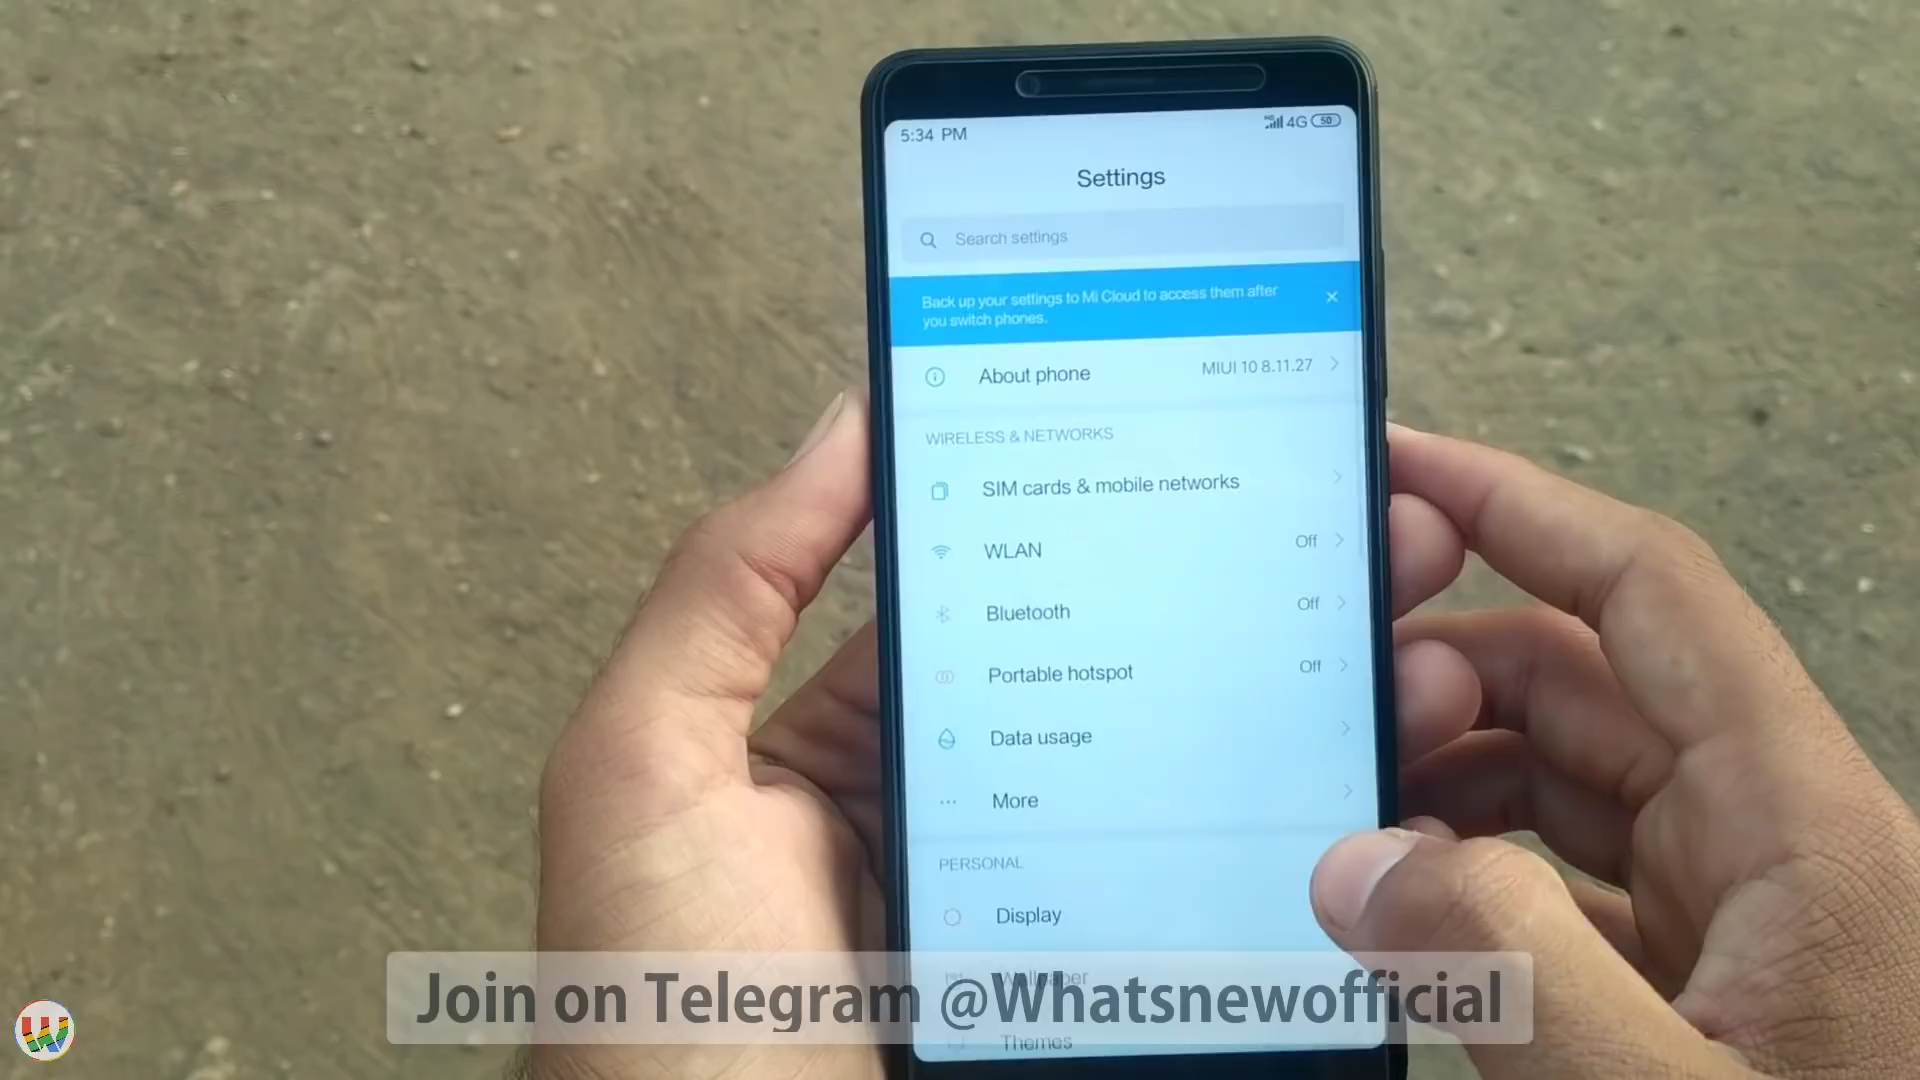 5:34 PM
4G 50
Settings
Search settings
Back up your settings to Mi Cloud to access them after
you switch phones.
About phone MIUI 10 8.11.27
WIRELESS & NETWORKS
SIM cards & mobile networks
WLAN Off
Bluetooth Off
Portable hotspot Off
Data usage
More
PERSONAL
Display
Wallpaper
Join on Telegram @Whatsnewofficial
Themes
W